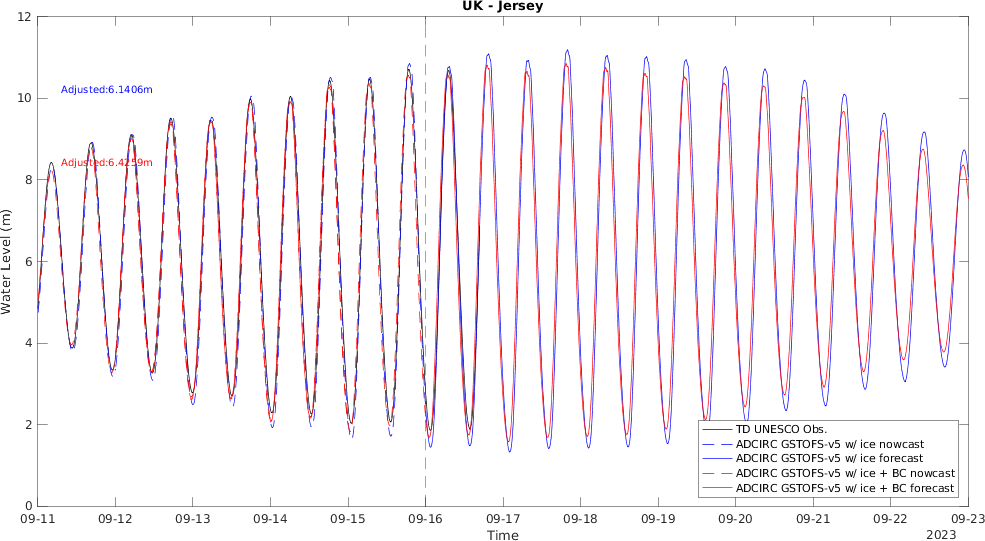 UK - Jersey
12
10
8
6
4
2
0
Water Level (m)
Adjusted:6.1406m
Adjusted:6.4259m
TD UNESCO Obs.
ADCIRC GSTOFS-v5 w/ ice nowcast
ADCIRC GSTOFS-v5 w/ ice forecast
ADCIRC GSTOFS-v5 w/ ice + BC nowcast
ADCIRC GSTOFS-v5 w/ ice + BC forecast
09-11 09-12 09-13 09-14 09-15 09-16 09-17 09-18 09-19 09-20 09-21 09-22 09-23
Time
2023